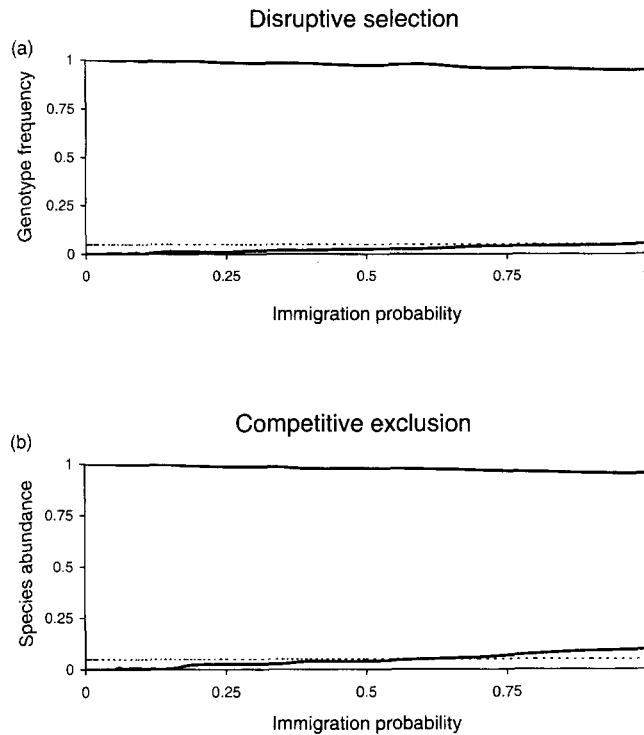 Disruptive selection
(a)
Genotype frequency
1
0.75
0.5
0.25
0
0 0.25 0.5 0.75
Immigration probability
Competitive exclusion
(b)
Species abundance
1
0.75
0.5
0.25
0
0 0.25 0.5 0.75
Immigration probability